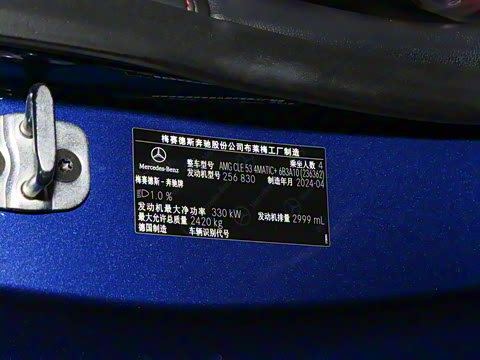 梅赛德斯奔驰股份公司布莱梅工厂制造
整车型号 AMG CLE 53 4MATIC+ 6B3A10 (236362) 乘坐人数 4
发动机型号 256 830 制造年月 2024-04
Mercedes-Benz
梅赛德斯-奔驰牌
1.0 %
发动机最大净功率 330 kW 发动机排量 2999 mL
最大允许总质量 2420 kg
德国制造 车辆识别代号